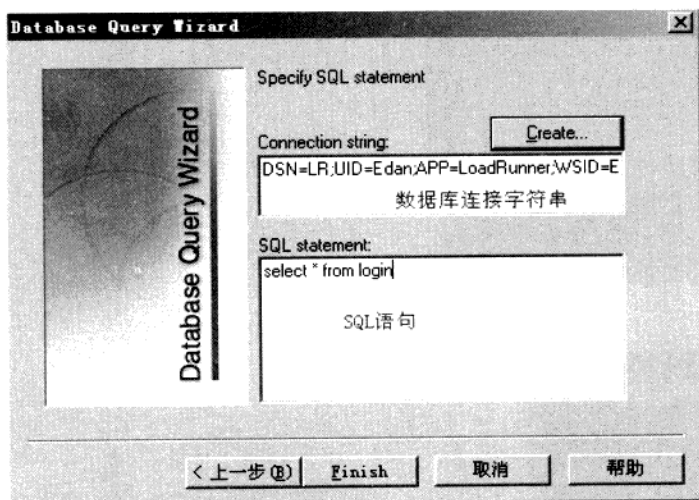 Database Query Wizard
Database Query Wizard
Specify SQL statement
Create...
Connection string:
DSN=LR;UID=Edan;APP=LoadRunner;WSID=E
数据库连接字符串
SQL statement:
select * from login
SQL语句
< 上一步(B)
Finish
取消
帮助